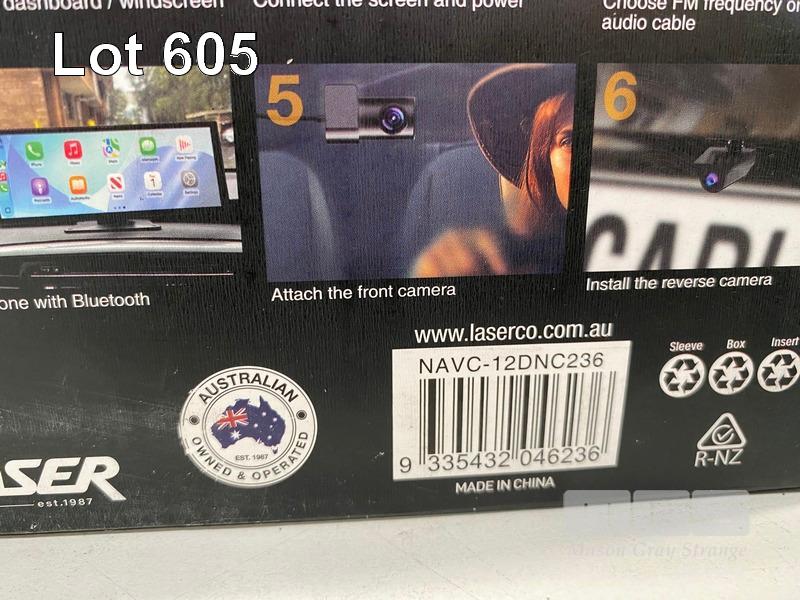 dashboard / windscreen
Connect the screen and power
Choose FM frequency or
audio cable
Lot 605
5
6
one with Bluetooth
Attach the front camera
Install the reverse camera
www.laserco.com.au
NAVC-12DNC236
9 335432 046236
MADE IN CHINA
Sleeve
Box
Insert
R-NZ
AUSTRALIAN
EST. 1987
OWNED & OPERATED
ASER
est.1987
Mason Gray Strange